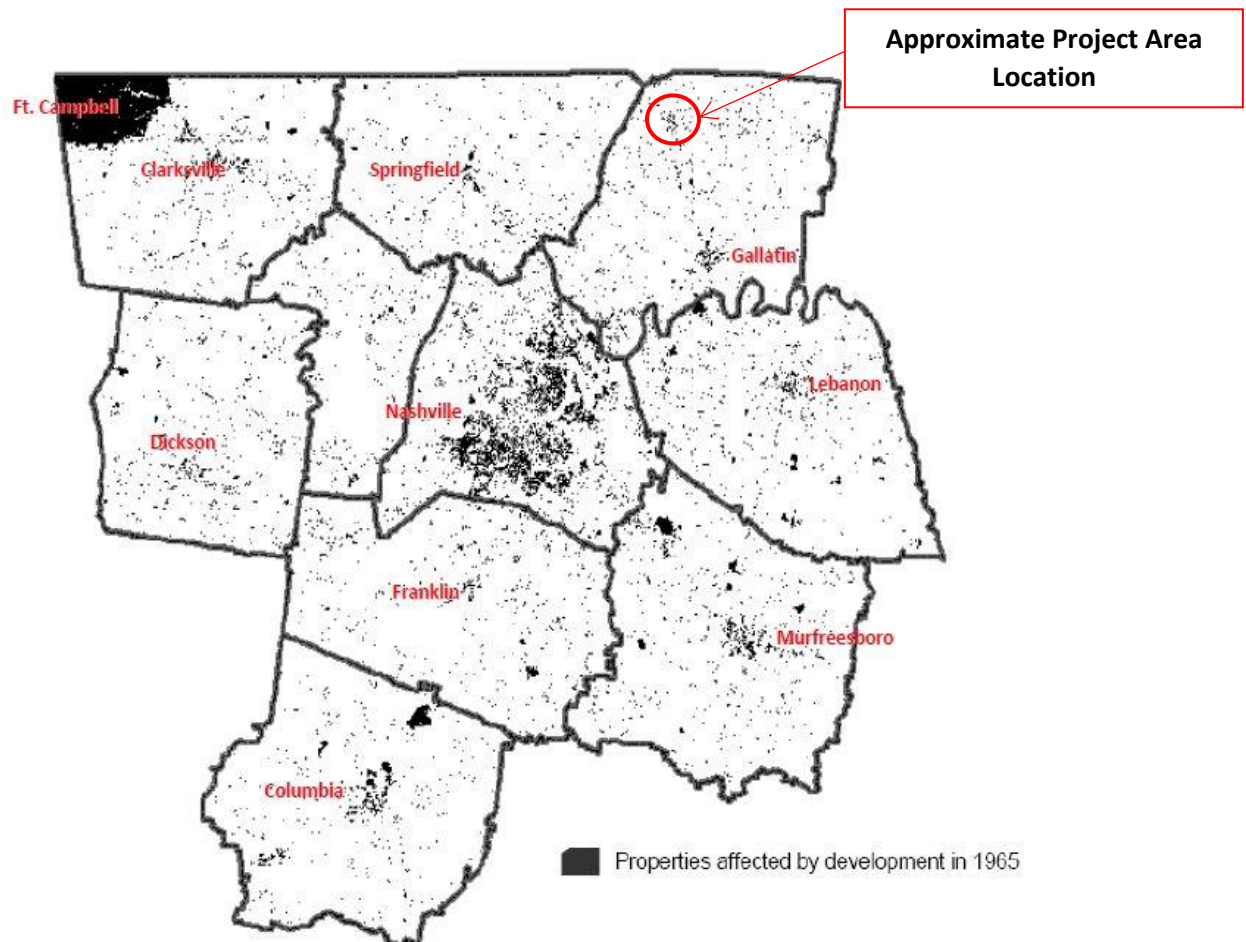 Approximate Project Area
Location
Ft. Campbell
Clarksville
Springfield
Gallatin
Lebanon
Nashville
Dickson
Franklin
Murfreesboro
Columbia
Properties affected by development in 1965